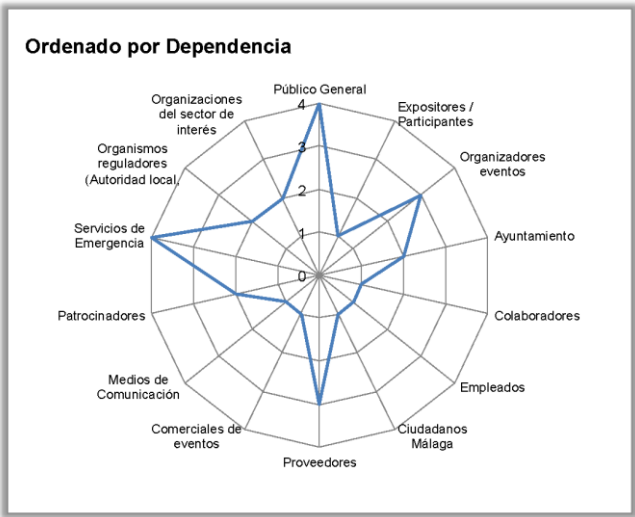 Ordenado por Dependencia
Público General
4
3
2
1
0
Expositores /
Participantes
Organizadores
eventos
Ayuntamiento
Colaboradores
Empleados
Ciudadanos
Málaga
Proveedores
Comerciales de
eventos
Medios de
Comunicación
Patrocinadores
Servicios de
Emergencia
Organismos
reguladores
(Autoridad local,
Organizaciones
del sector de
interés